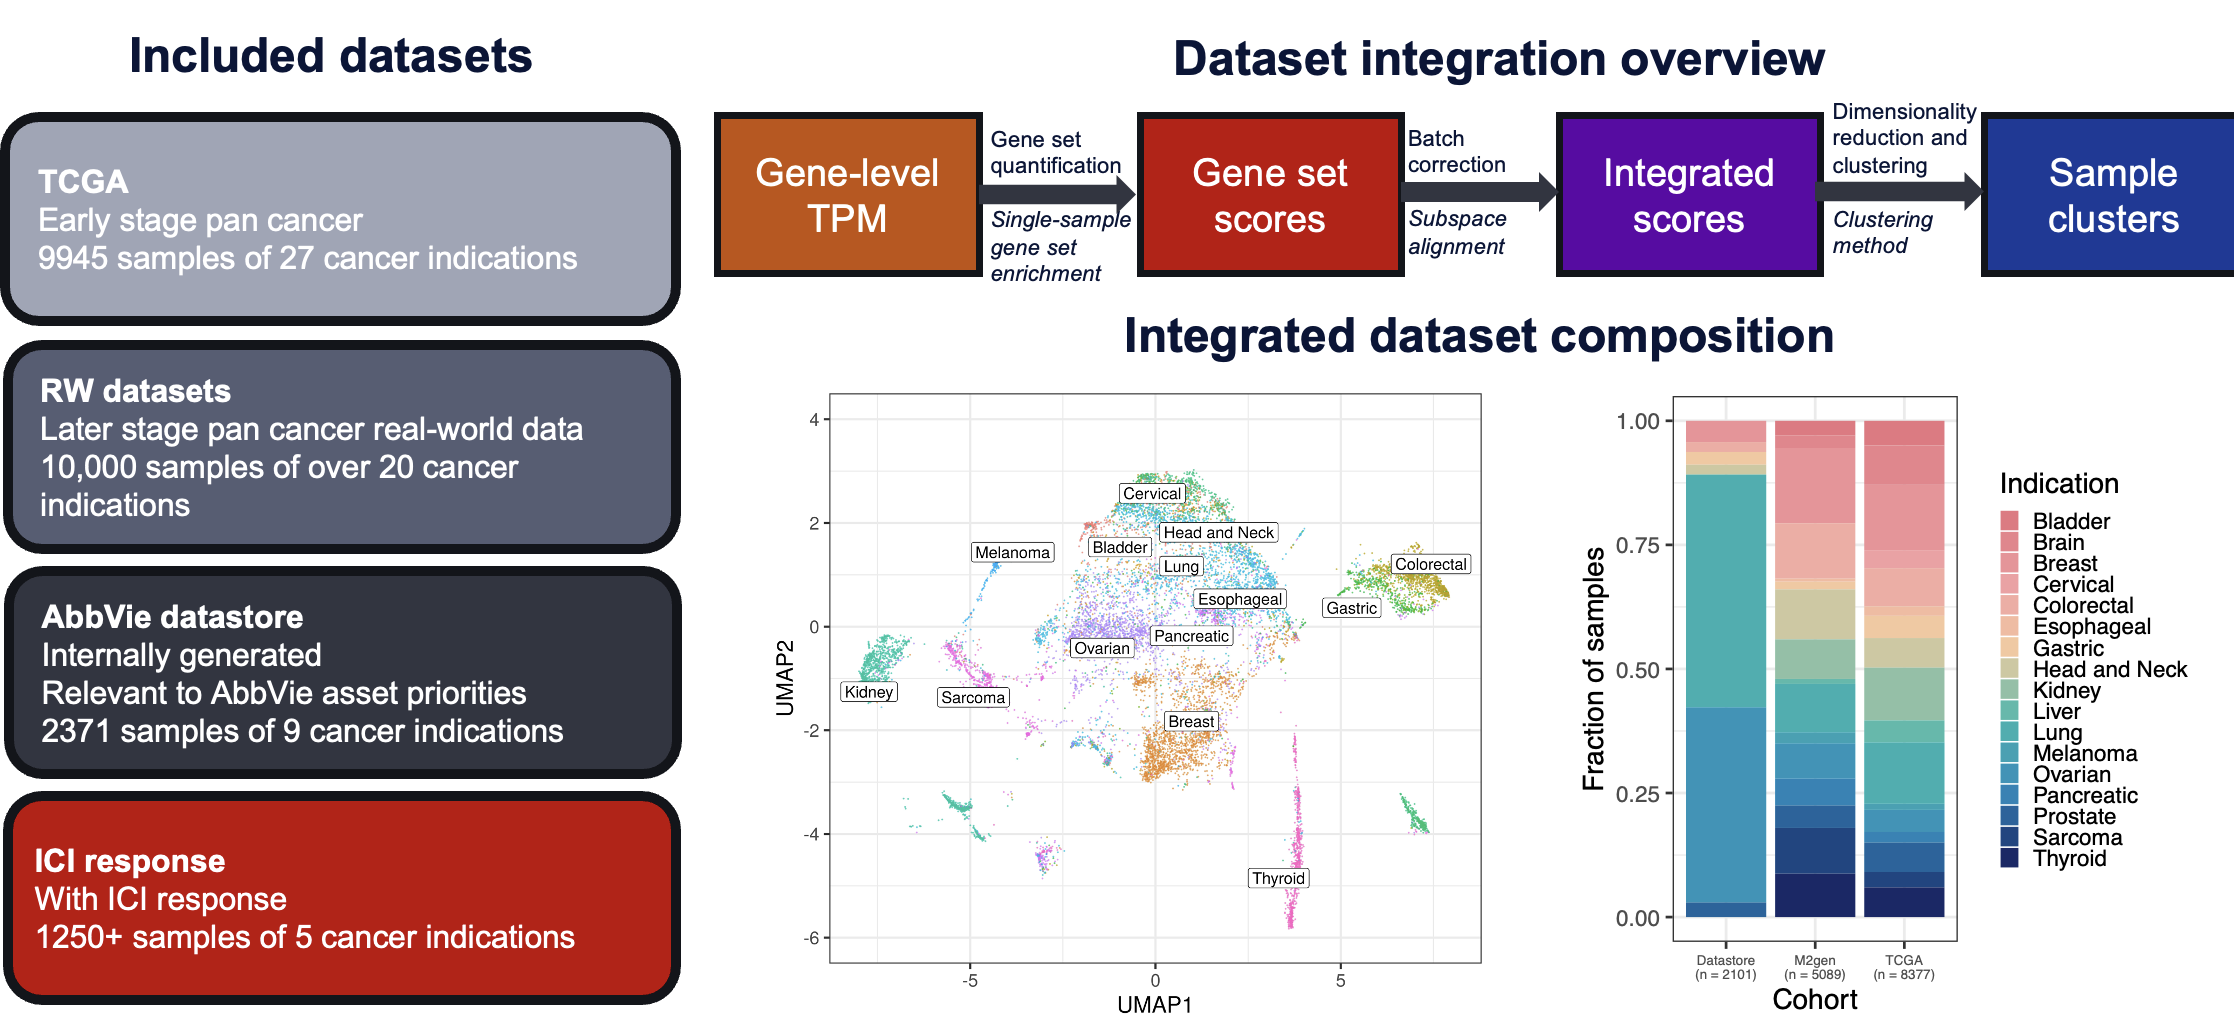 Included datasets
TCGA
Early stage pan cancer
9945 samples of 27 cancer indications
RW datasets
Later stage pan cancer real-world data
10,000 samples of over 20 cancer
indications
AbbVie datastore
Internally generated
Relevant to AbbVie asset priorities
2371 samples of 9 cancer indications
ICI response
With ICI response
1250+ samples of 5 cancer indications
Dataset integration overview
Gene-level
TPM
Gene set
quantification
Single-sample
gene set
enrichment
Gene set
scores
Batch
correction
Subspace
alignment
Integrated
scores
Dimensionality
reduction and
clustering
Clustering
method
Sample
clusters
Integrated dataset composition
UMAP2
4
2
0
-2
-4
-6
Cervical
Head and Neck
Bladder
Melanoma
Lung
Colorectal
Esophageal
Gastric
Pancreatic
Ovarian
Kidney
Sarcoma
Breast
Thyroid
-5
0
5
UMAP1
Fraction of samples
1.00
0.75
0.50
0.25
0.00
Datastore
(n = 2101)
M2gen
(n = 5089)
TCGA
(n = 8377)
Cohort
Indication
Bladder
Brain
Breast
Cervical
Colorectal
Esophageal
Gastric
Head and Neck
Kidney
Liver
Lung
Melanoma
Ovarian
Pancreatic
Prostate
Sarcoma
Thyroid